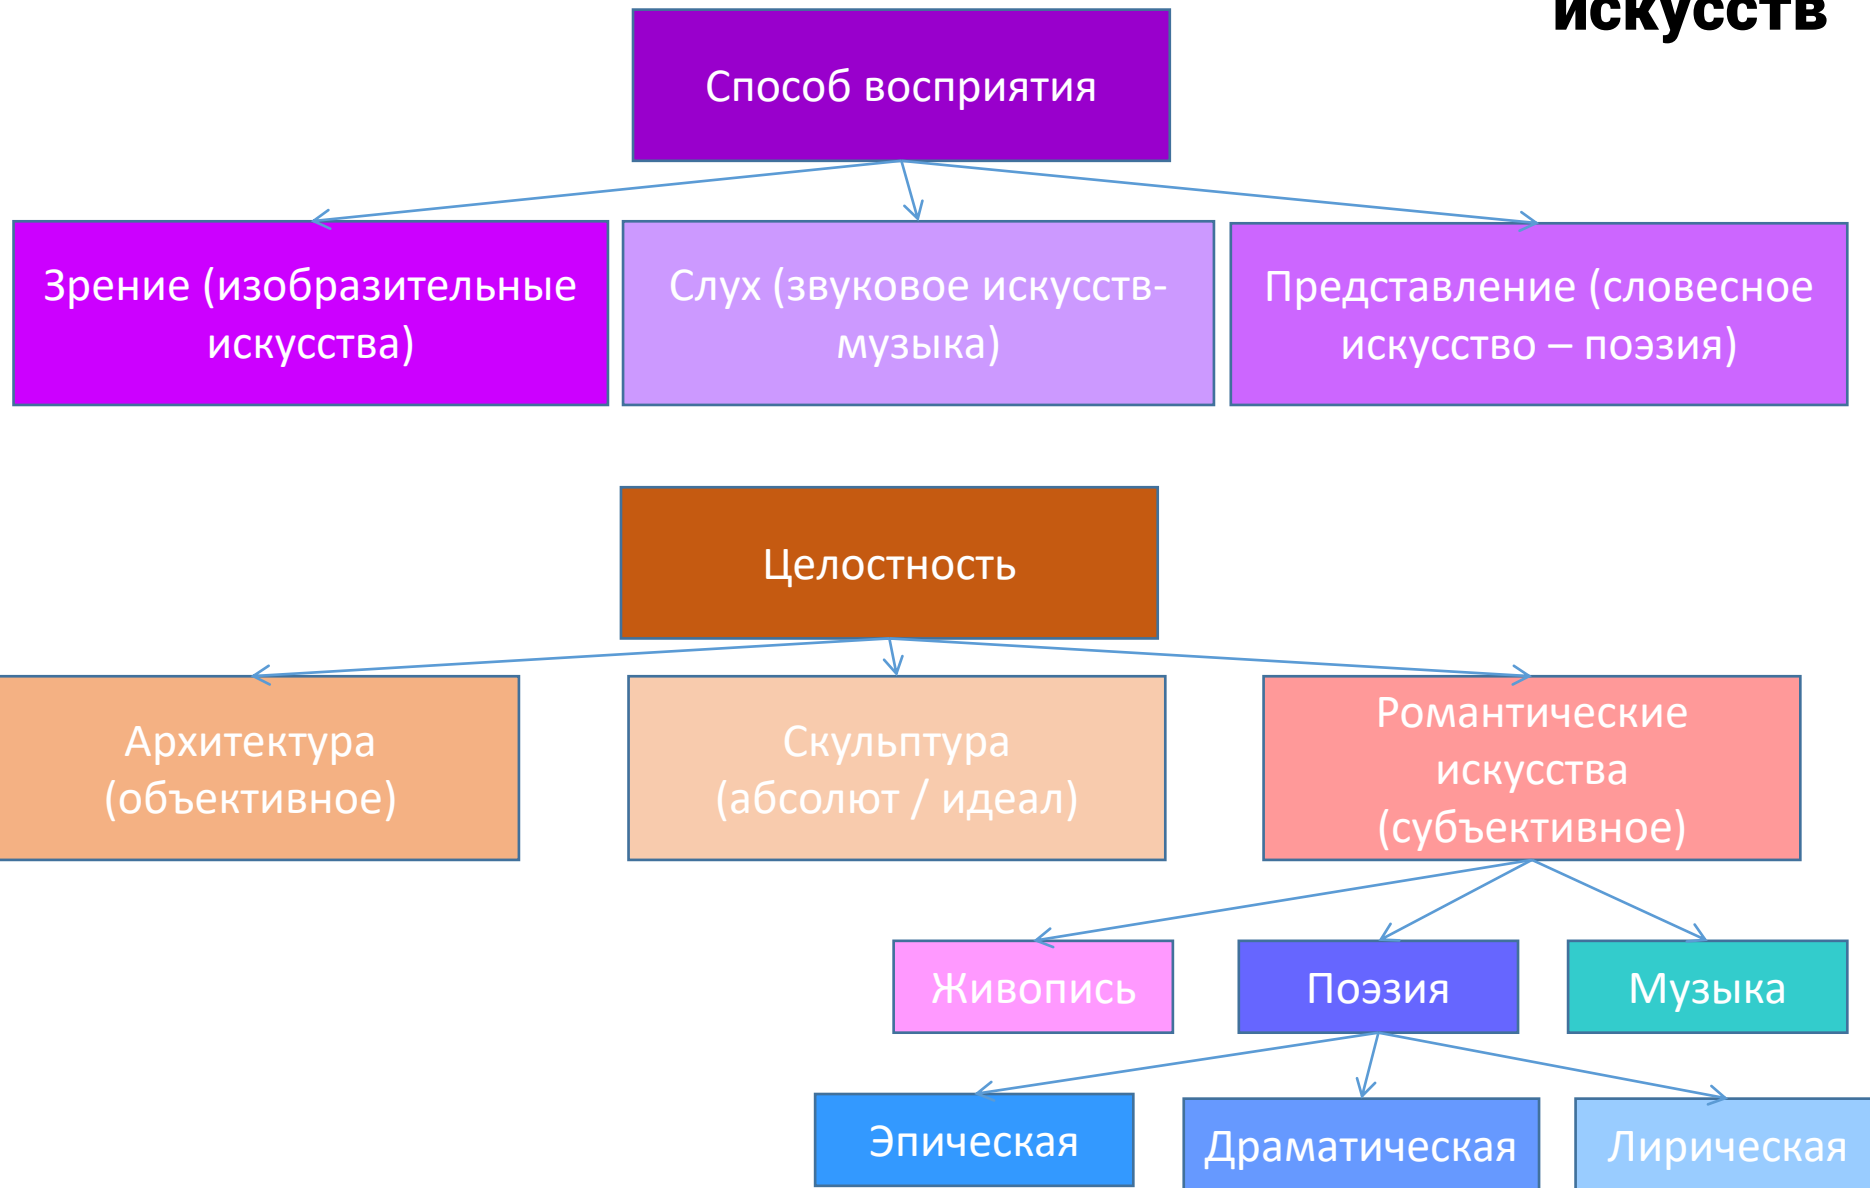 искусств
Способ восприятия
Зрение (изобразительные
искусства)
Слух (звуковое искусств-
музыка)
Представление (словесное
искусство – поэзия)
Целостность
Архитектура
(объективное)
Скульптура
(абсолют / идеал)
Романтические
искусства
(субъективное)
Живопись
Поэзия
Музыка
Эпическая
Драматическая
Лирическая